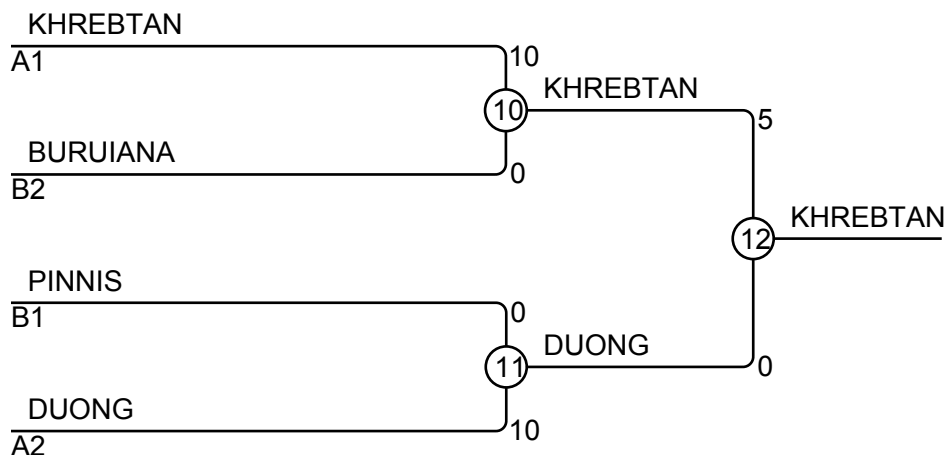 KHREBTAN
A1
10
10
KHREBTAN
5
BURUIANA
B2
0
12
KHREBTAN
PINNIS
B1
0
11
DUONG
0
DUONG
A2
10